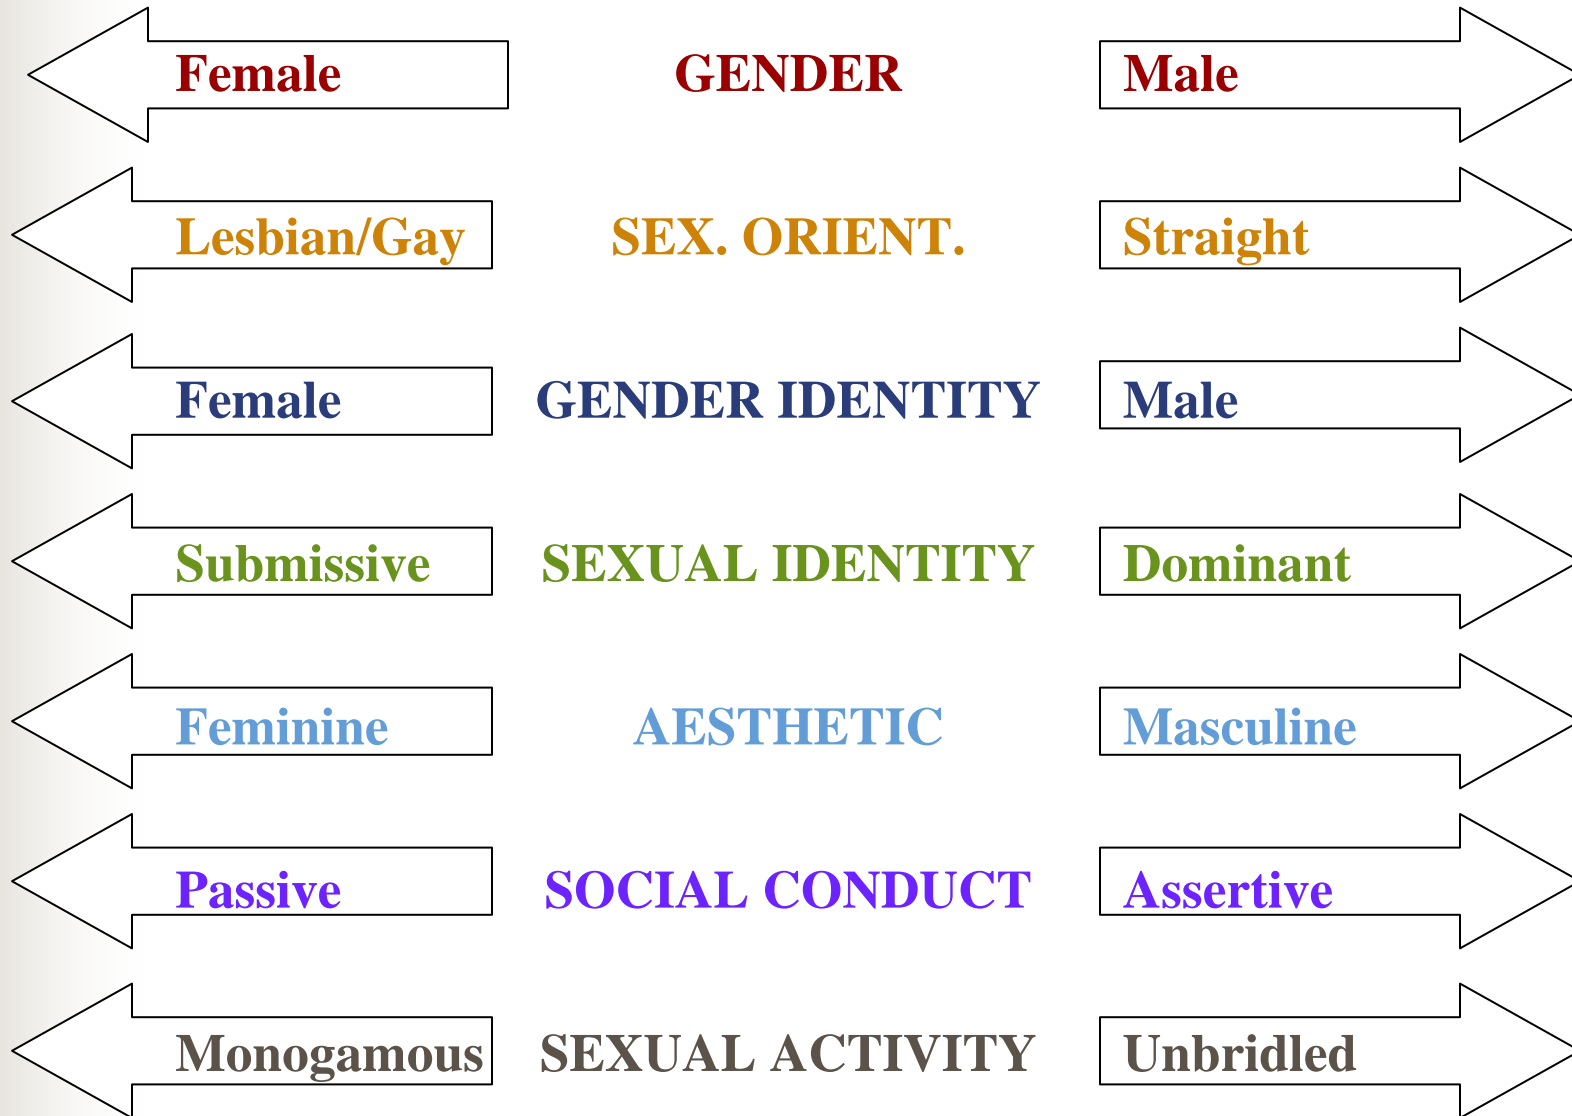 Female GENDER Male
Lesbian/Gay SEX. ORIENT. Straight
Female GENDER IDENTITY Male
Submissive SEXUAL IDENTITY Dominant
Feminine AESTHETIC Masculine
Passive SOCIAL CONDUCT Assertive
Monogamous SEXUAL ACTIVITY Unbridled